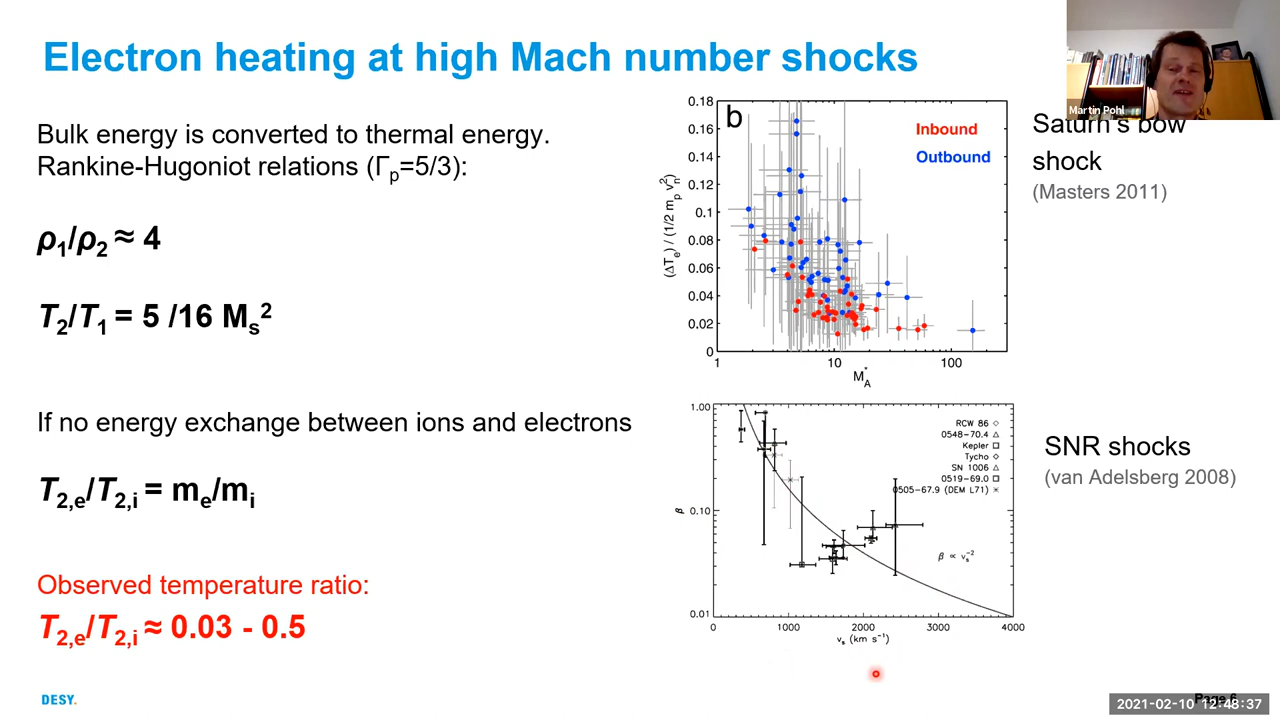 Electron heating at high Mach number shocks
Martin Pohl
Bulk energy is converted to thermal energy.
Rankine-Hugoniot relations (Γp=5/3):
ρ1/ρ2 ≈ 4
T2/T1 = 5 /16 Ms2
If no energy exchange between ions and electrons
T2,e/T2,i = me/mi
Observed temperature ratio:
T2,e/T2,i ≈ 0.03 - 0.5
b
Inbound
Outbound
0.18
0.16
0.14
0.12
0.1
0.08
0.06
0.04
0.02
0
(ΔTe) / (1/2 mp vn2)
1
10
100
MA*
Saturn's bow
shock
(Masters 2011)
1.00
0.10
0.01
β
RCW 86
0548-70.4
Kepler
Tycho
SN 1006
0519-69.0
0505-67.9 (DEM L71)
β ∝ vs-2
0
1000
2000
3000
4000
vs (km s-1)
SNR shocks
(van Adelsberg 2008)
DESY.
Page 6
2021-02-10 12:48:37